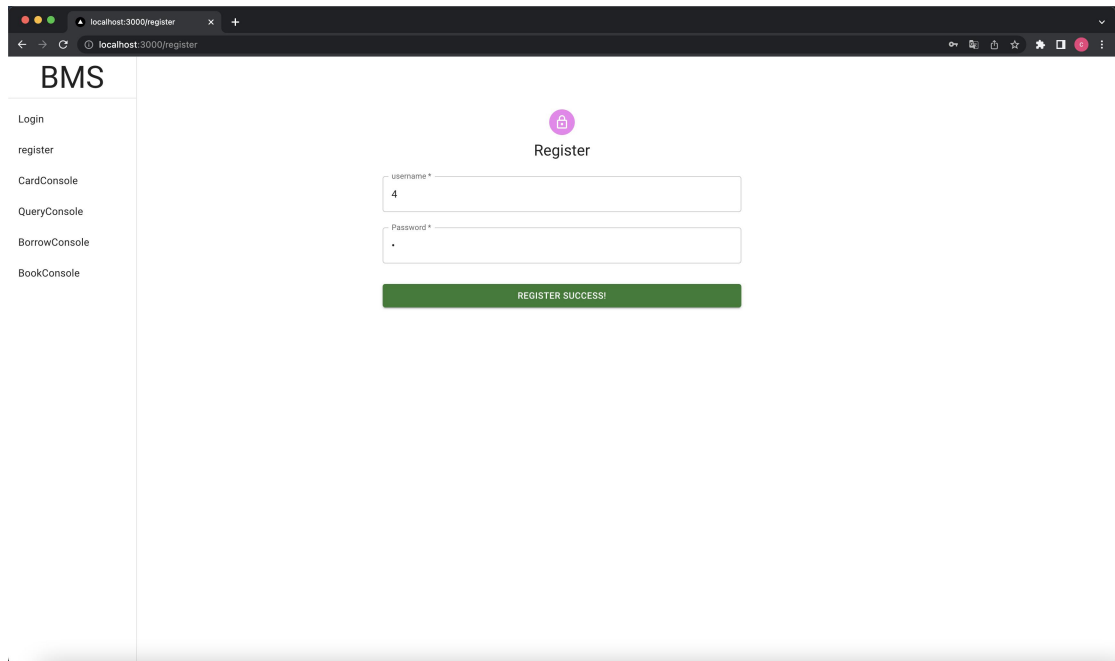 localhost:3000/register
localhost:3000/register
C
BMS
Login
register
CardConsole
QueryConsole
BorrowConsole
BookConsole
Register
username *
4
Password *
•
REGISTER SUCCESS!